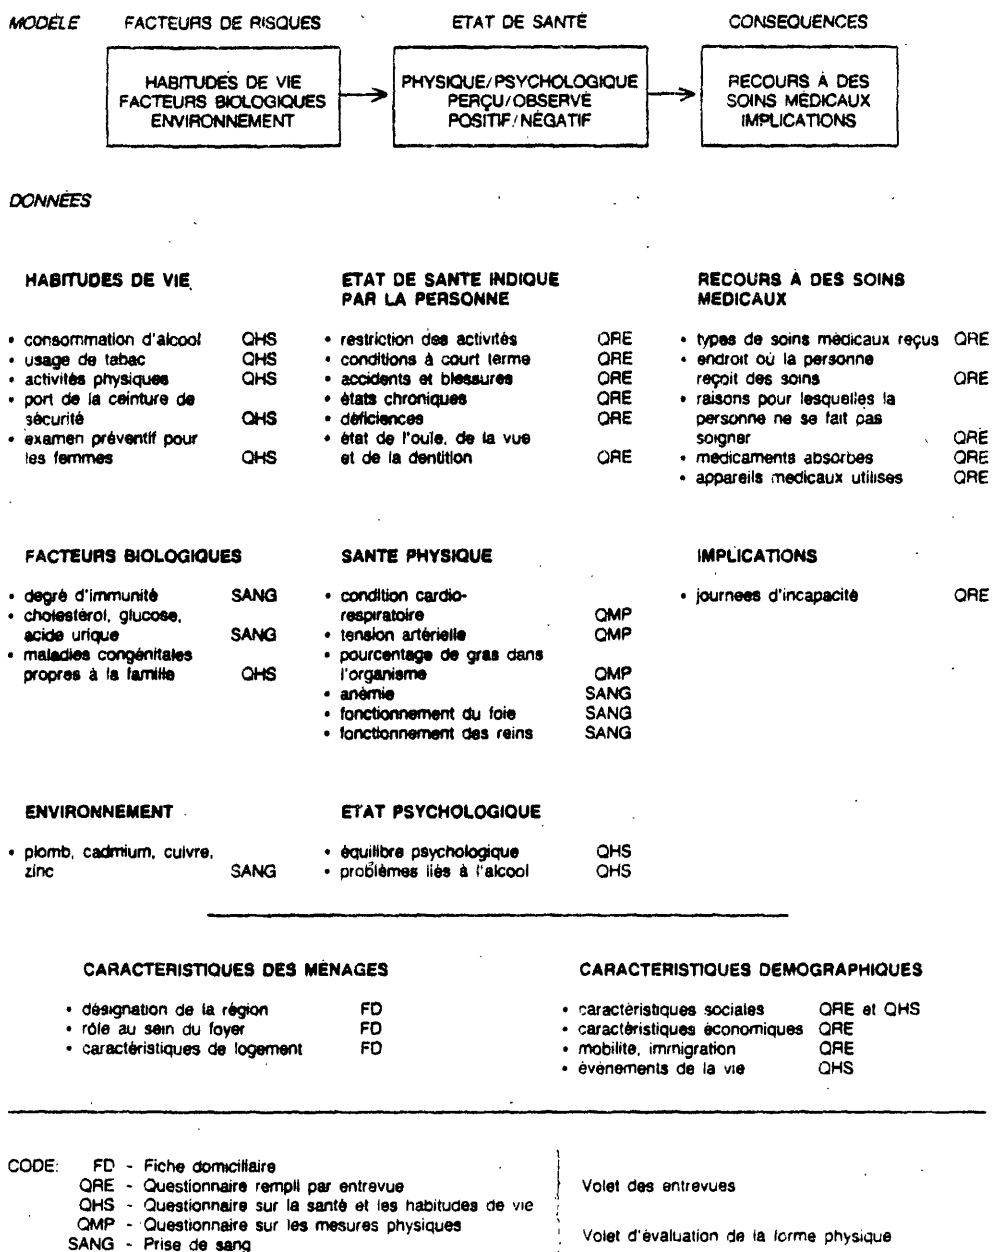 MODÈLE FACTEURS DE RISQUES ETAT DE SANTÉ CONSEQUENCES
HABITUDES DE VIE
FACTEURS BIOLOGIQUES
ENVIRONNEMENT
PHYSIQUE/PSYCHOLOGIQUE
PERÇU/OBSERVÉ
POSITIF/NÉGATIF
RECOURS À DES
SOINS MÉDICAUX
IMPLICATIONS
DONNÉES
HABITUDES DE VIE
• consommation d'alcool QHS
• usage de tabac QHS
• activités physiques QHS
• port de la ceinture de
sécurité QHS
• examen préventif pour
les femmes QHS
ETAT DE SANTE INDIQUE
PAR LA PERSONNE
• restriction des activités QRE
• conditions à court terme QRE
• accidents et blessures QRE
• états chroniques QRE
• déficiences QRE
• état de l'ouïe, de la vue
et de la dentition QRE
RECOURS À DES SOINS
MEDICAUX
• types de soins médicaux reçus QRE
• endroit où la personne
reçoit des soins QRE
• raisons pour lesquelles la
personne ne se fait pas
soigner QRE
• medicaments absorbes QRE
• appareils medicaux utilises QRE
FACTEURS BIOLOGIQUES
• degré d'immunité SANG
• cholestérol, glucose,
acide urique SANG
• maladies congénitales
propres à la famille QHS
SANTE PHYSIQUE
• condition cardio-
respiratoire QMP
• tension artérielle QMP
• pourcentage de gras dans
l'organisme QMP
• anémie SANG
• fonctionnement du foie SANG
• fonctionnement des reins SANG
IMPLICATIONS
• journees d'incapacité QRE
ENVIRONNEMENT
• plomb, cadmium, cuivre,
zinc SANG
ETAT PSYCHOLOGIQUE
• équilibre psychologique QHS
• problèmes liés à l'alcool QHS
CARACTERISTIQUES DES MÉNAGES
• désignation de la région FD
• rôle au sein du foyer FD
• caractéristiques de logement FD
CARACTÉRISTIQUES DEMOGRAPHIQUES
• caractéristiques sociales QRE et QHS
• caractéristiques économiques QRE
• mobilite, immigration QRE
• évènements de la vie QHS
CODE: FD - Fiche domiciliaire
QRE - Questionnaire rempli par entrevue
QHS - Questionnaire sur la santé et les habitudes de vie
QMP - Questionnaire sur les mesures physiques
SANG - Prise de sang
Volet des entrevues
Volet d'évaluation de la forme physique